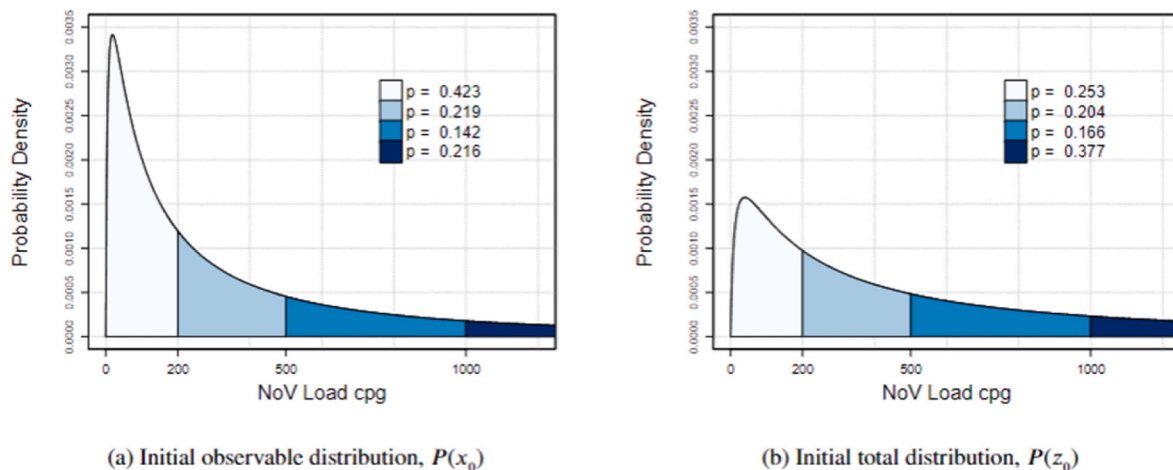 0.0035
0.0030
0.0025
0.0020
0.0015
0.0010
0.0005
0.0000
Probability Density
p = 0.423
p = 0.219
p = 0.142
p = 0.216
0 200 500 1000
NoV Load cpg
(a) Initial observable distribution, P(x₀)
0.0035
0.0030
0.0025
0.0020
0.0015
0.0010
0.0005
0.0000
Probability Density
p = 0.253
p = 0.204
p = 0.166
p = 0.377
0 200 500 1000
NoV Load cpg
(b) Initial total distribution, P(z₀)